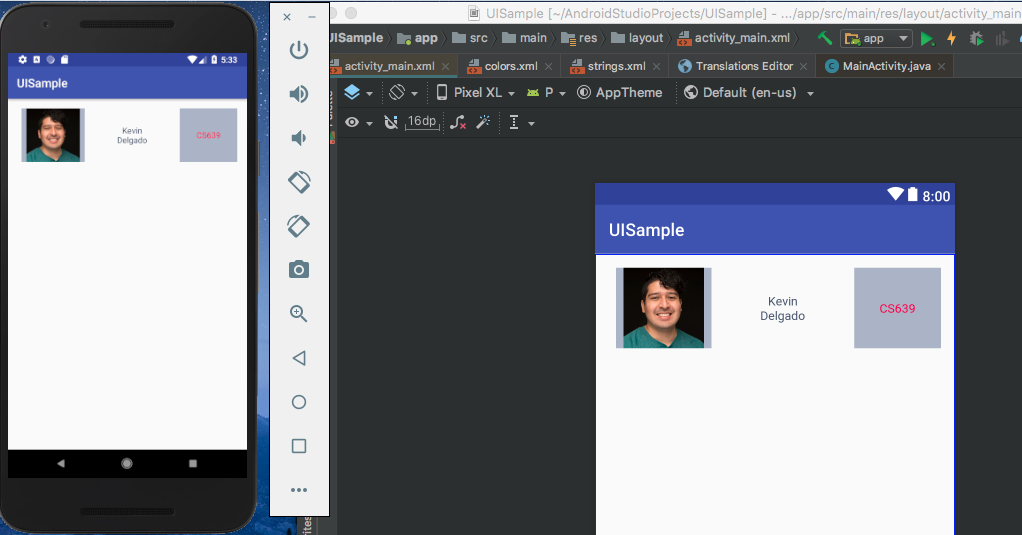 5:33
UISample
Kevin
Delgado
CS639
UISample [~/AndroidStudioProjects/UISample] - .../app/src/main/res/layout/activity_main
UISample app src main res layout activity_main.xml app
activity_main.xml colors.xml strings.xml Translations Editor MainActivity.java
Pixel XL P AppTheme Default (en-us)
16dp
8:00
UISample
Kevin
Delgado
CS639